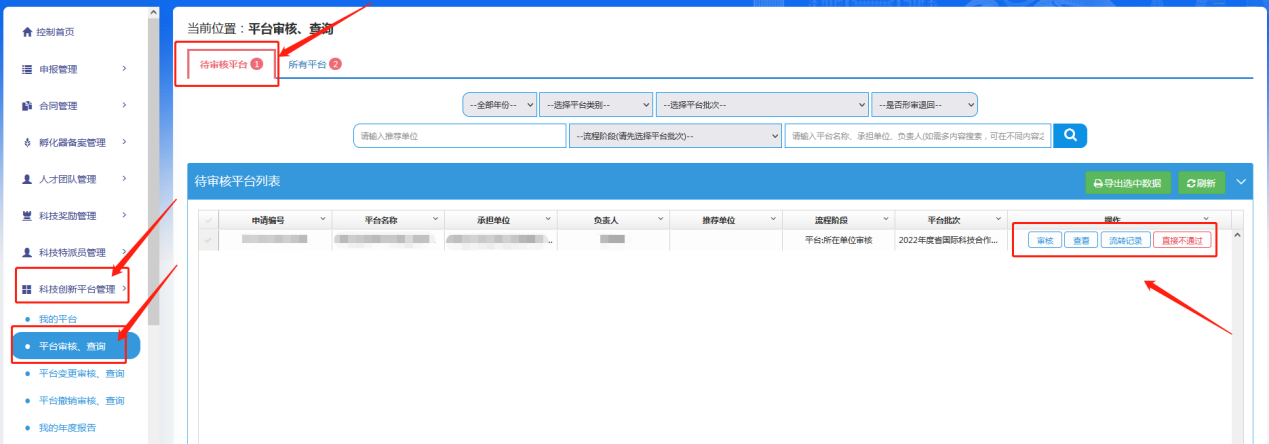 控制首页
申报管理
合同管理
孵化器备案管理
人才团队管理
科技奖励管理
科技特派员管理
科技创新平台管理
我的平台
平台审核、查询
平台变更审核、查询
平台撤销审核、查询
我的年度报告
当前位置：平台审核、查询
待审核平台 1 所有平台 2
--全部年份-- --选择平台类别-- --选择平台批次-- --是否形审退回--
请输入推荐单位 --流程阶段(请先选择平台批次)-- 请输入平台名称、承担单位、负责人(如需多内容搜索，可在不同内容之
待审核平台列表 导出选中数据 刷新
申请编号 平台名称 承担单位 负责人 推荐单位 流程阶段 平台批次 操作
.. 平台:所在单位审核 2022年度省国际科技合作... 审核 查看 流转记录 直接不通过